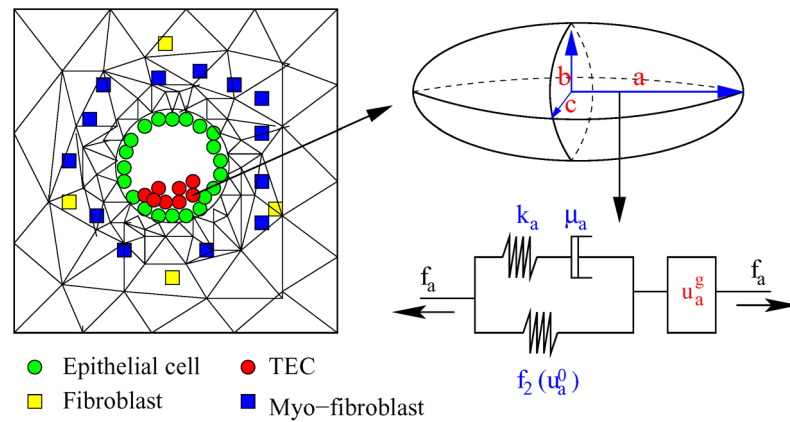 b
a
c
k_a
μ_a
f_a
u_a^g
f_a
f_2 (u_a^0)
Epithelial cell
TEC
Fibroblast
Myo-fibroblast